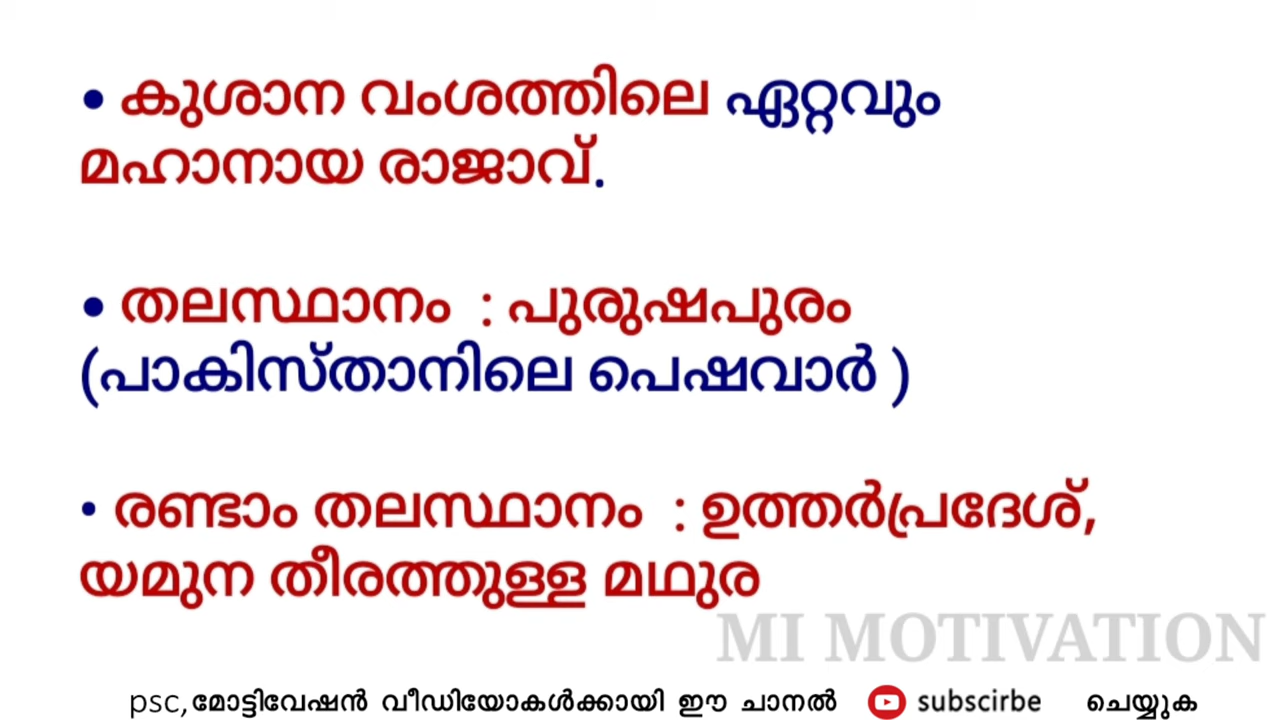 • കുശാന വംശത്തിലെ ഏറ്റവും
മഹാനായ രാജാവ്.
• തലസ്ഥാനം : പുരുഷപുരം
(പാകിസ്താനിലെ പെഷവാർ )
• രണ്ടാം തലസ്ഥാനം : ഉത്തർപ്രദേശ്,
യമുന തീരത്തുള്ള മഥുര
MI MOTIVATION
psc,മോട്ടിവേഷൻ വീഡിയോകൾക്കായി ഈ ചാനൽ subscirbe ചെയ്യുക